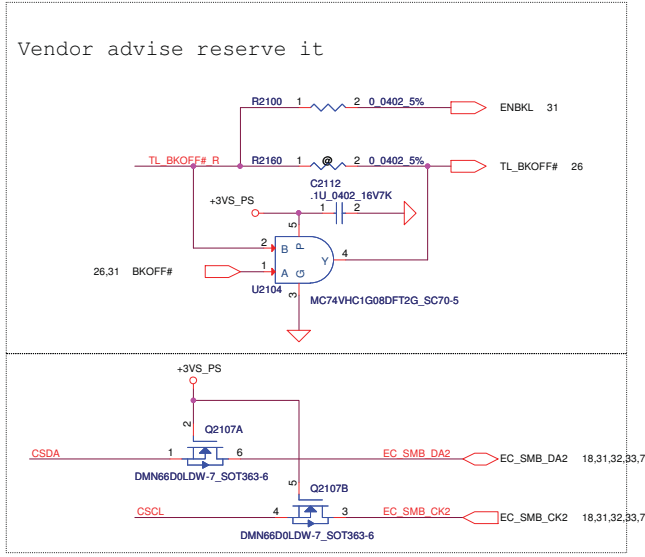 Vendor advise reserve it
R2100 1 2 0_0402_5% ENBKL 31
TL_BKOFF#_R R2160 1 @ 2 0_0402_5% TL_BKOFF# 26
C2112
.1U_0402_16V7K
+3VS_PS 1 2
5
2 B P
Y 4
26,31 BKOFF# 1 A G
U2104 3
MC74VHC1G08DFT2G_SC70-5
+3VS_PS
2 Q2107A
CSDA 1 6 EC_SMB_DA2 EC_SMB_DA2 18,31,32,33,7
DMN66D0LDW-7_SOT363-6
5 Q2107B
CSCL 4 3 EC_SMB_CK2 EC_SMB_CK2 18,31,32,33,7
DMN66D0LDW-7_SOT363-6